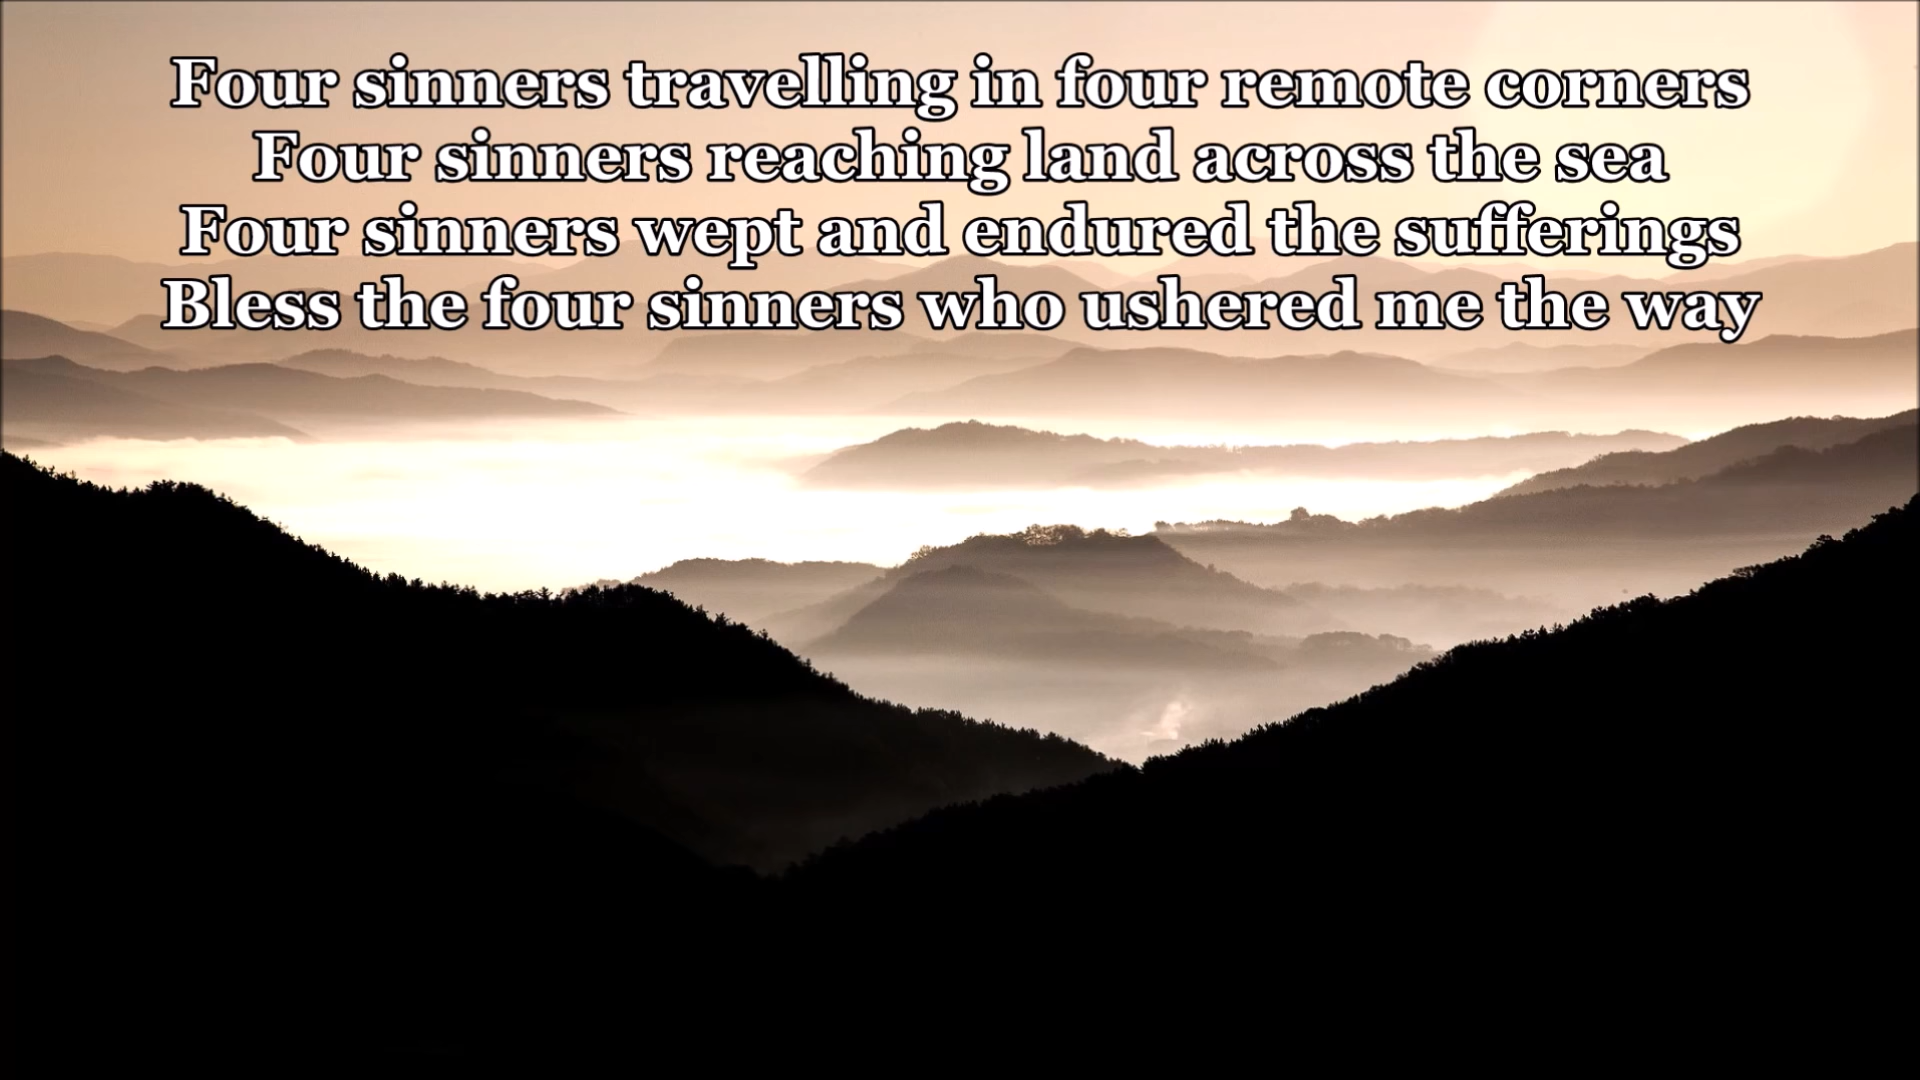 Four sinners travelling in four remote corners
Four sinners reaching land across the sea
Four sinners wept and endured the sufferings
Bless the four sinners who ushered me the way